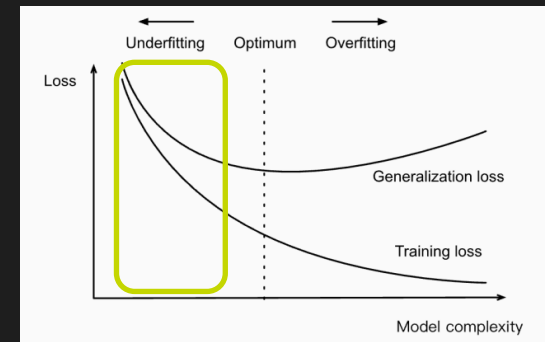 Underfitting Optimum Overfitting
Loss
Generalization loss
Training loss
Model complexity